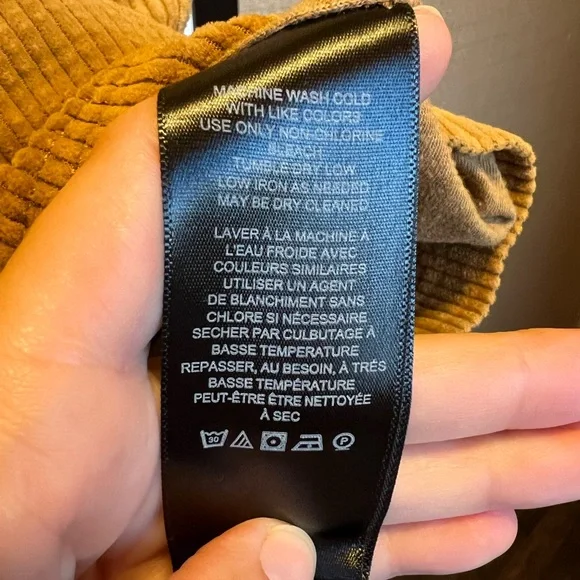 MACHINE WASH COLD
WITH LIKE COLORS
USE ONLY NON-CHLORINE
BLEACH
TUMBLE DRY LOW
LOW IRON AS NEEDED
MAY BE DRY CLEANED
LAVER À LA MACHINE À
L'EAU FROIDE AVEC
COULEURS SIMILAIRES
UTILISER UN AGENT
DE BLANCHIMENT SANS
CHLORE SI NÉCESSAIRE
SECHER PAR CULBUTAGE À
BASSE TEMPERATURE
REPASSER, AU BESOIN, À TRÉS
BASSE TEMPÉRATURE
PEUT-ÊTRE ÊTRE NETTOYÉE
À SEC
30 P